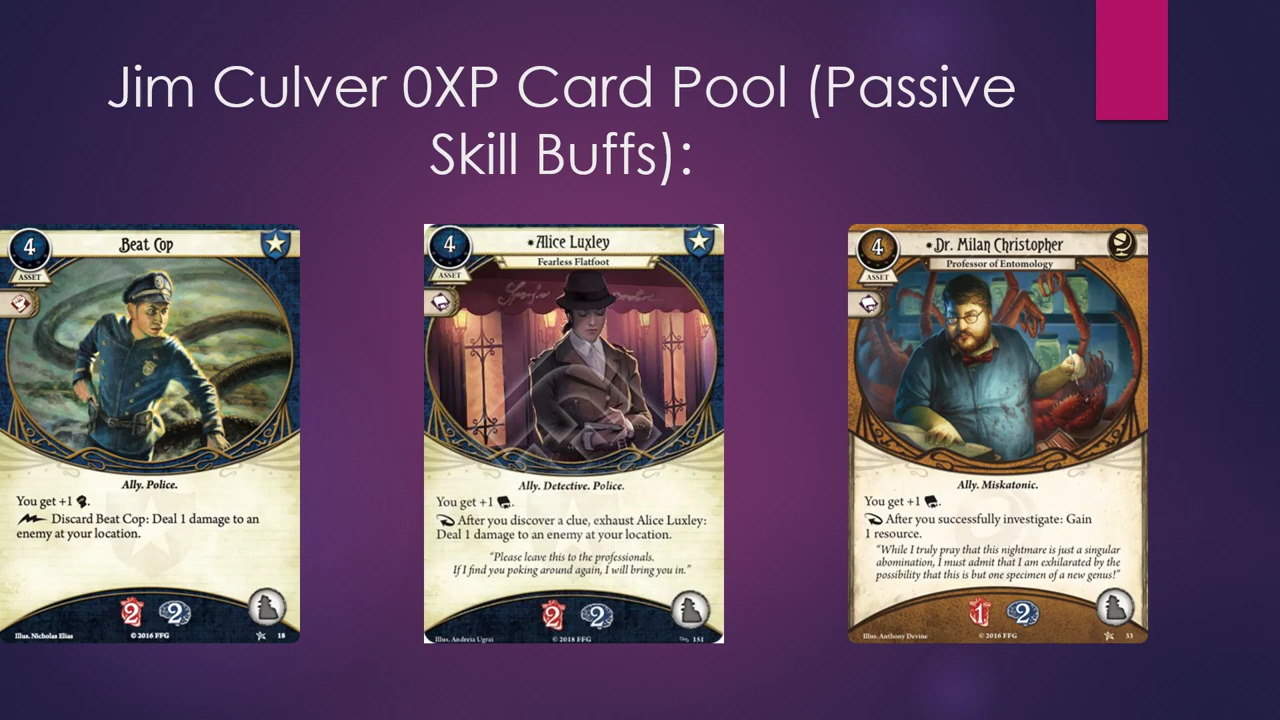 Jim Culver 0XP Card Pool (Passive
Skill Buffs):
4
Beat Cop
ASSET
Ally. Police.
You get +1
Discard Beat Cop: Deal 1 damage to an
enemy at your location.
2 2
Illus. Nicholas Elias © 2016 FFG 18
4
Alice Luxley
Fearless Flatfoot
ASSET
Ally. Detective. Police.
You get +1
After you discover a clue, exhaust Alice Luxley:
Deal 1 damage to an enemy at your location.
"Please leave this to the professionals.
If I find you poking around again, I will bring you in."
2 2
Illus. Andreia Ugrai © 2018 FFG 151
4
Dr. Milan Christopher
Professor of Entomology
ASSET
Ally. Miskatonic.
You get +1
After you successfully investigate: Gain
1 resource.
"While I truly pray that this nightmare is just a singular
abomination, I must admit that I am exhilarated by the
possibility that this is but one specimen of a new genus!"
1 2
Illus. Anthony Devine © 2016 FFG 33